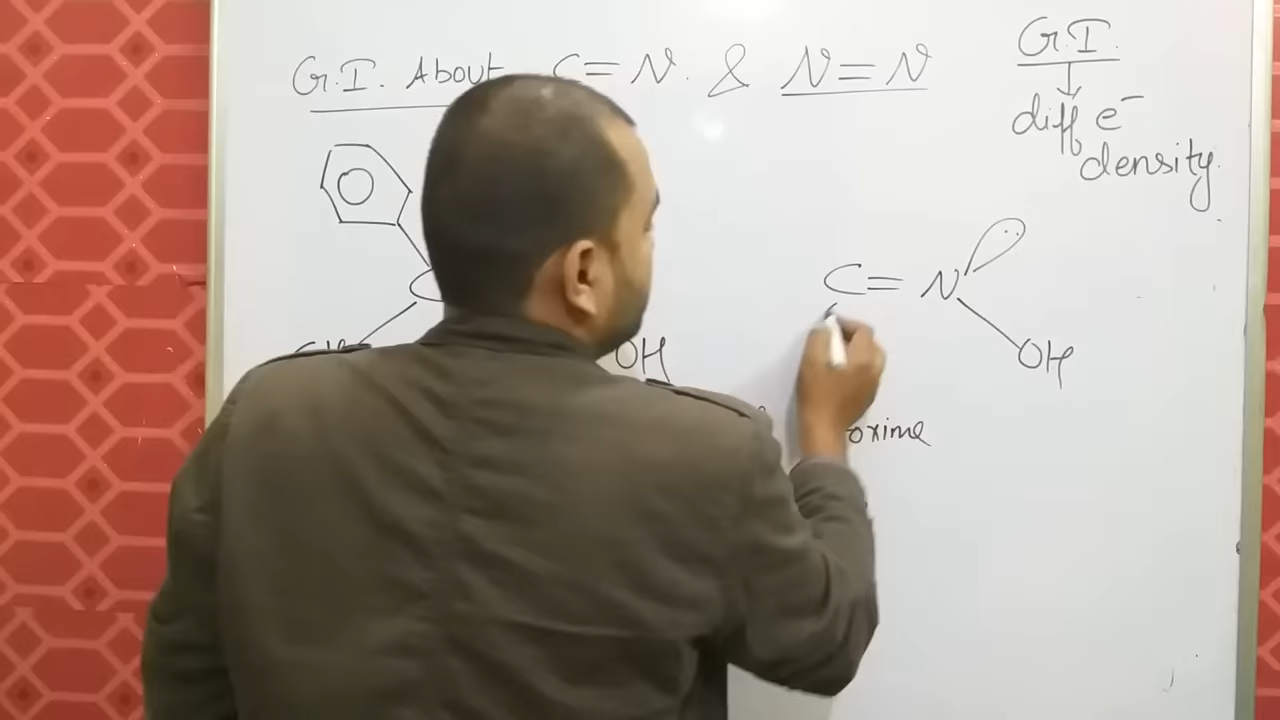 G.I. About C=N. & N=N
G.I.
diff e⁻
density.
C
C=N
OH
OH
oxime